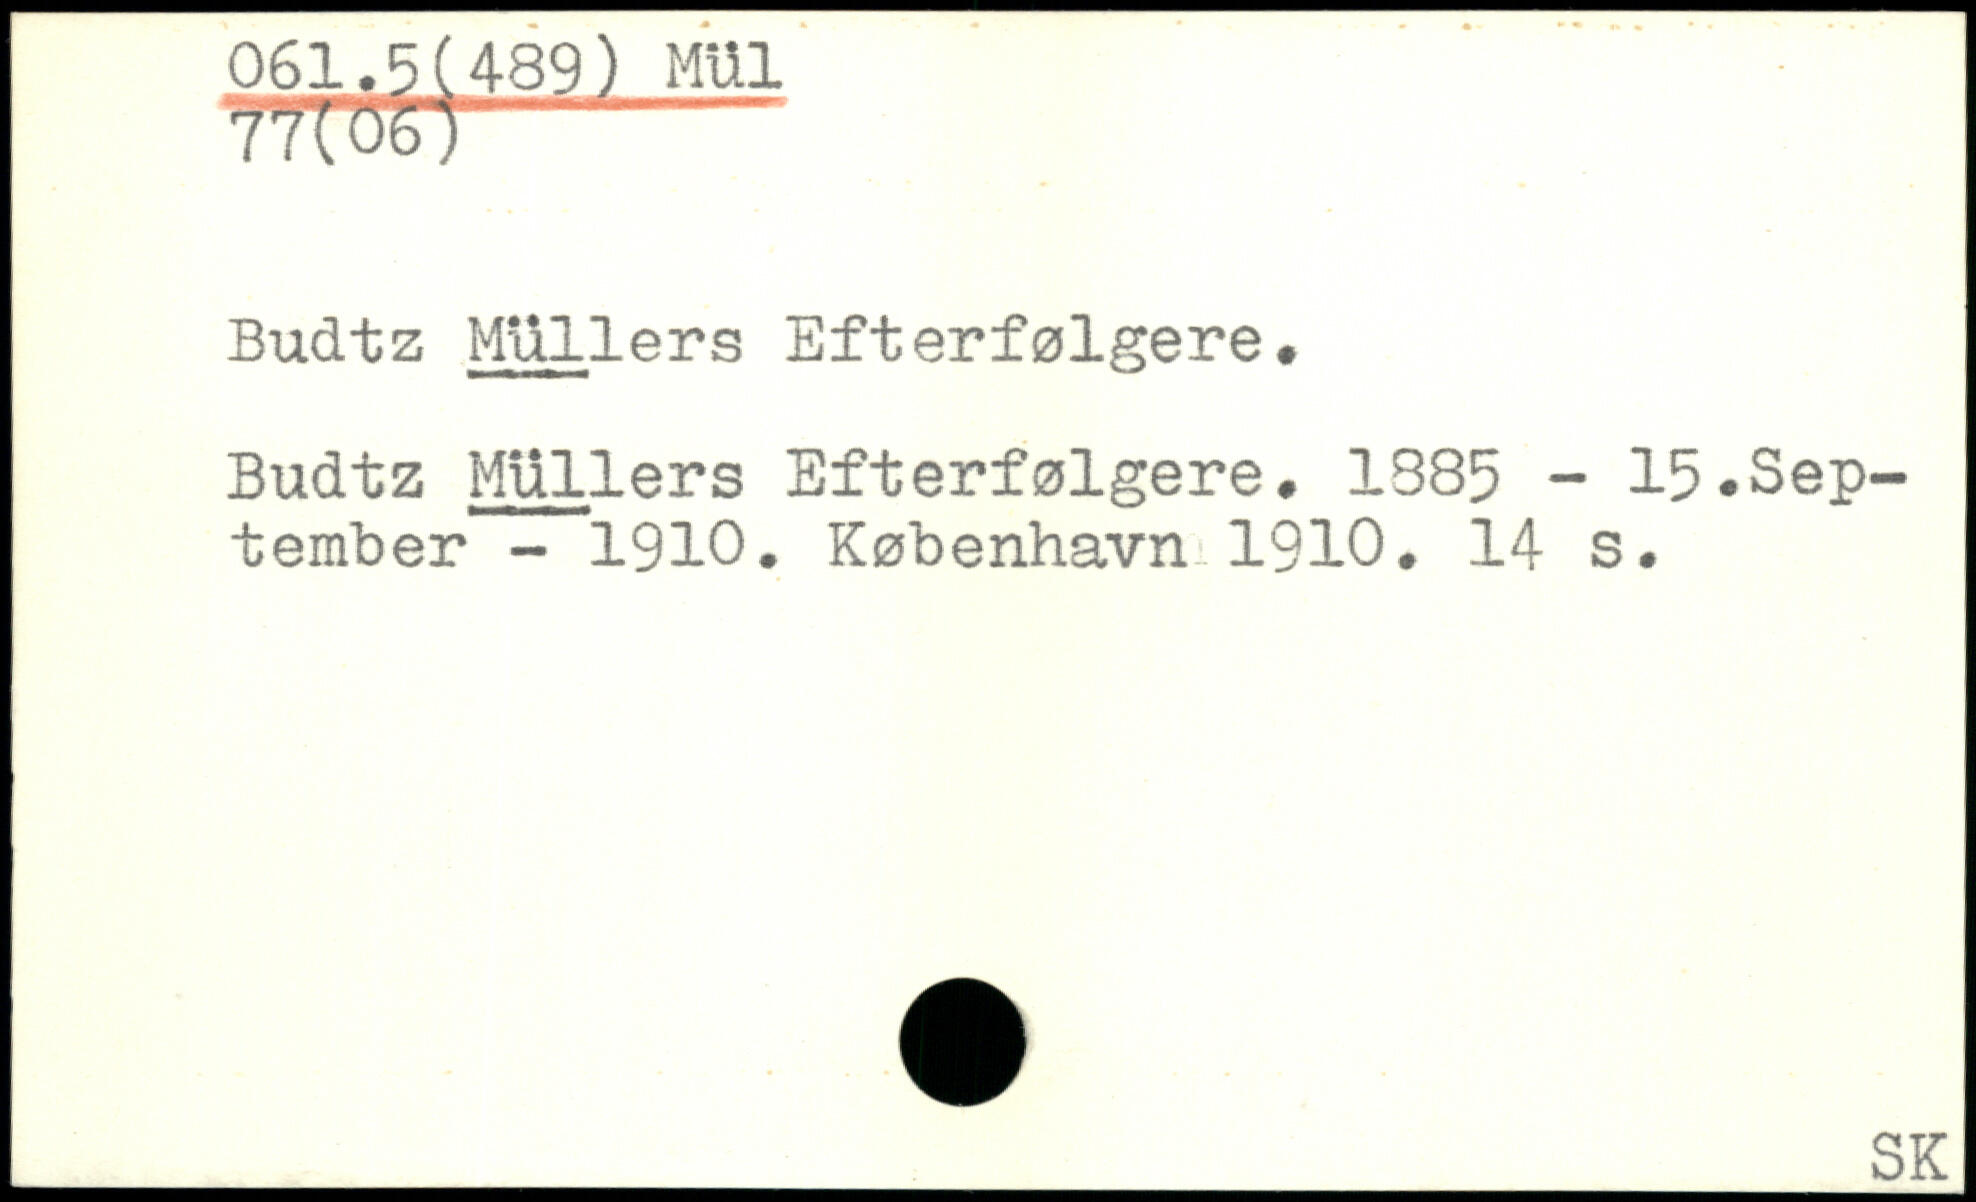 061.5(489) Mül
77(06)
Budtz Müllers Efterfølgere.
Budtz Müllers Efterfølgere. 1885 - 15.Sep-
tember - 1910. København 1910. 14 s.
SK